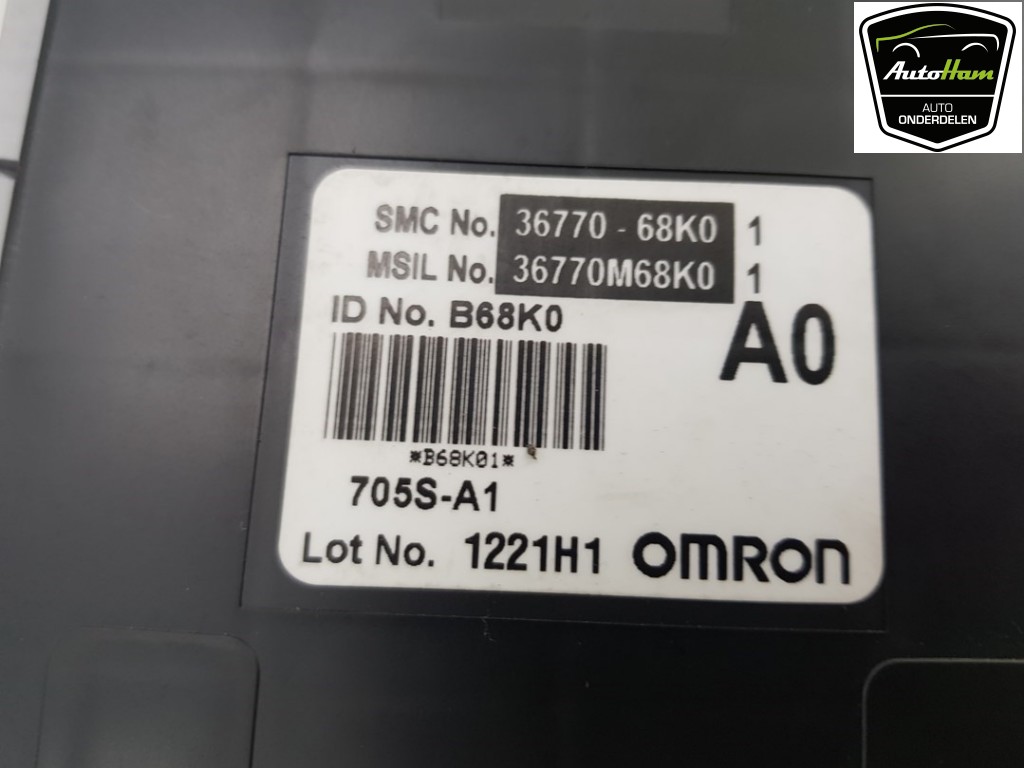 AutoHam
AUTO
ONDERDELEN
SMC No. 36770 - 68K0 1
MSIL No. 36770M68K0 1
ID No. B68K0
A0
*B68K01*
705S-A1
Lot No. 1221H1 OMRON